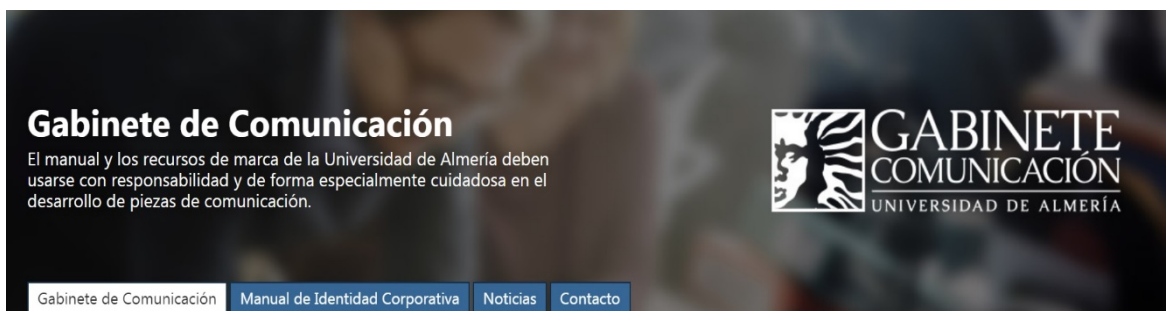 Gabinete de Comunicación
El manual y los recursos de marca de la Universidad de Almería deben
usarse con responsabilidad y de forma especialmente cuidadosa en el
desarrollo de piezas de comunicación.
GABINETE
COMUNICACIÓN
UNIVERSIDAD DE ALMERÍA
Gabinete de Comunicación
Manual de Identidad Corporativa
Noticias
Contacto